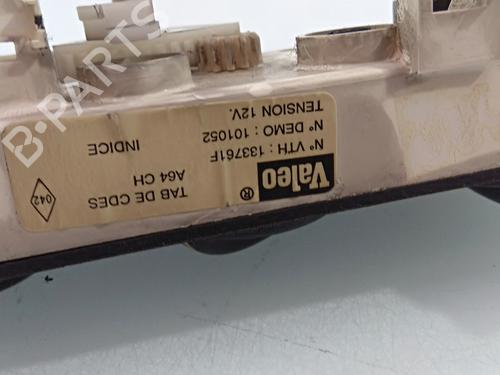 Valeo ®
N° VTH : 133761F
N° DEMO : 101052
TENSION 12V.
TAB DE CDES
A64 CH
INDICE
042
B-PARTS